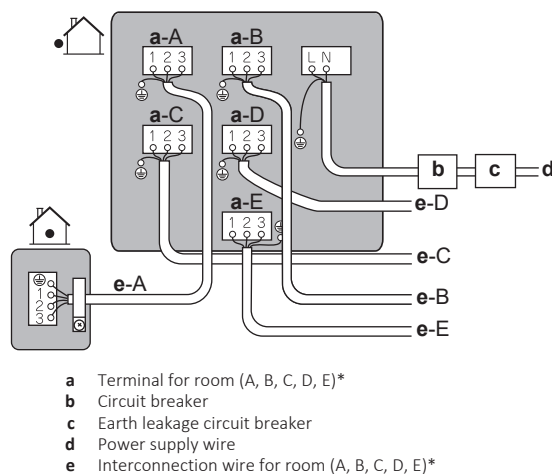 a-A
a-B
1 2 3
1 2 3
L N
a-C
a-D
1 2 3
1 2 3
b
c
d
e-D
a-E
1 2 3
e-C
e-A
1
2
3
e-B
e-E
a Terminal for room (A, B, C, D, E)*
b Circuit breaker
c Earth leakage circuit breaker
d Power supply wire
e Interconnection wire for room (A, B, C, D, E)*